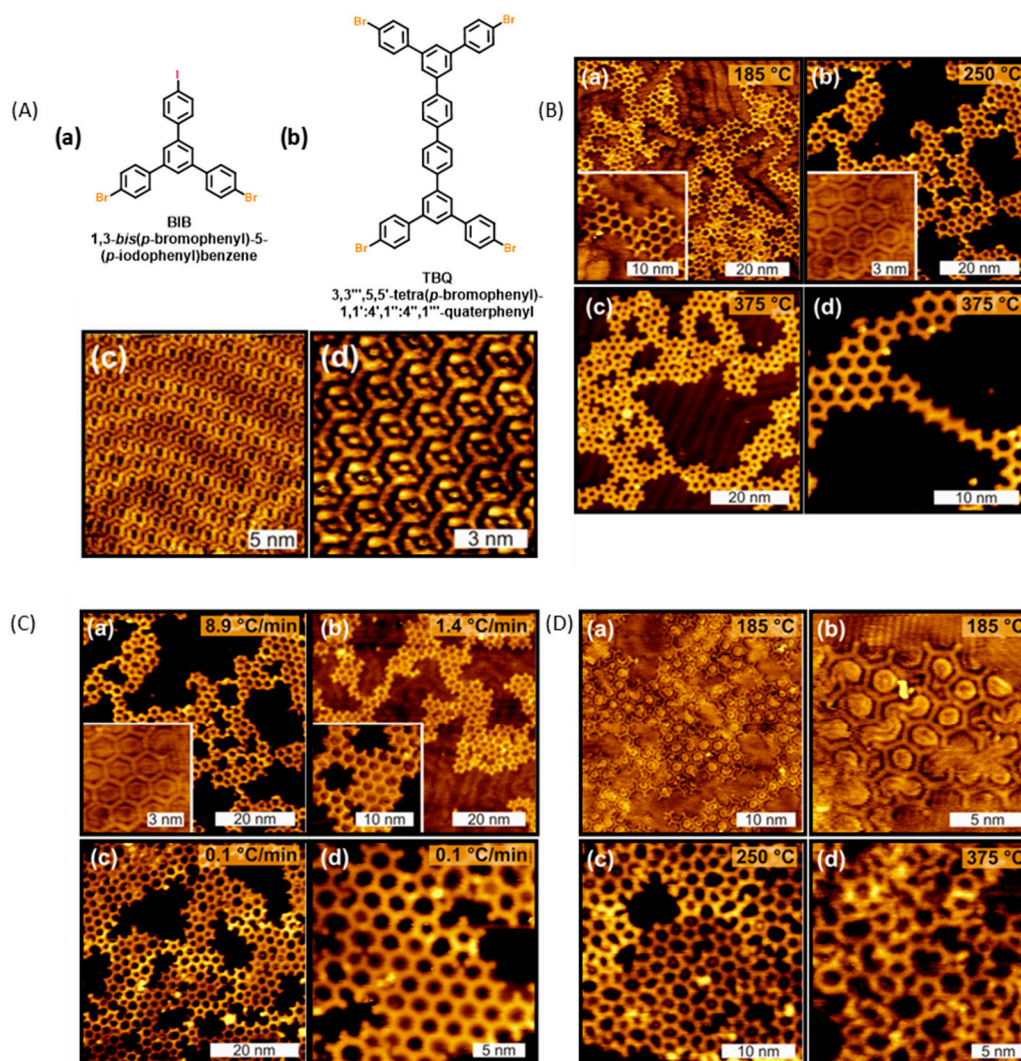 (A)
(a)
I
Br
Br
BIB
1,3-bis(p-bromophenyl)-5-
(p-iodophenyl)benzene
(b)
Br
Br
Br
Br
TBQ
3,3''',5,5'-tetra(p-bromophenyl)-
1,1':4',1'':4'',1'''-quaterphenyl
(c)
5 nm
(d)
3 nm
(B)
(a)
185 °C
10 nm
20 nm
(b)
250 °C
3 nm
20 nm
(c)
375 °C
20 nm
(d)
375 °C
10 nm
(C)
(a)
8.9 °C/min
3 nm
20 nm
(b)
1.4 °C/min
10 nm
20 nm
(c)
0.1 °C/min
20 nm
(d)
0.1 °C/min
5 nm
(D)
(a)
185 °C
10 nm
(b)
185 °C
5 nm
(c)
250 °C
10 nm
(d)
375 °C
5 nm